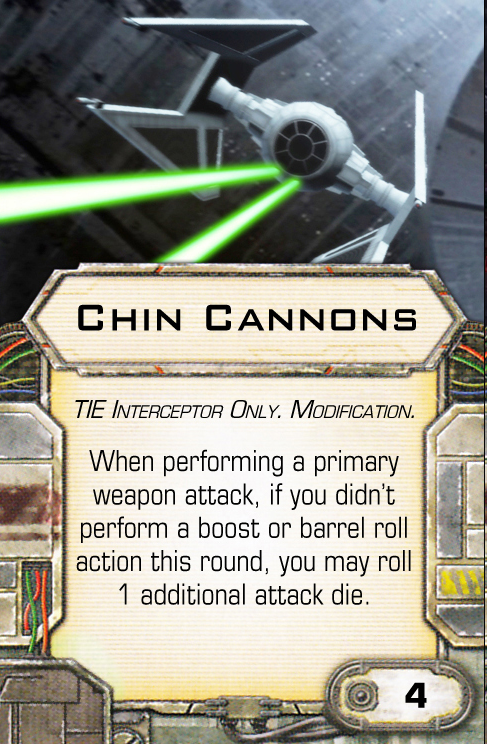 Chin Cannons
TIE Interceptor Only. Modification.
When performing a primary
weapon attack, if you didn't
perform a boost or barrel roll
action this round, you may roll
1 additional attack die.
4